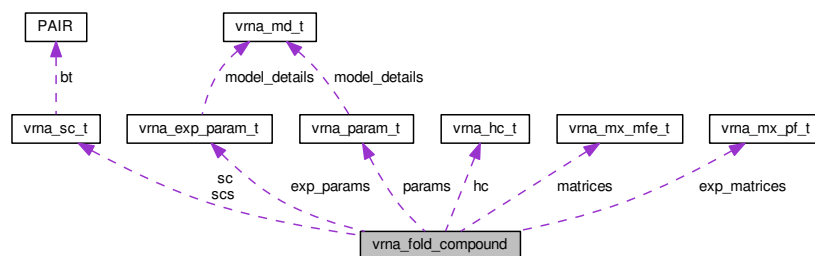 PAIR
vrna_md_t
bt
model_details
model_details
vrna_sc_t
vrna_exp_param_t
vrna_param_t
vrna_hc_t
vrna_mx_mfe_t
vrna_mx_pf_t
sc
scs
exp_params
params
hc
matrices
exp_matrices
vrna_fold_compound